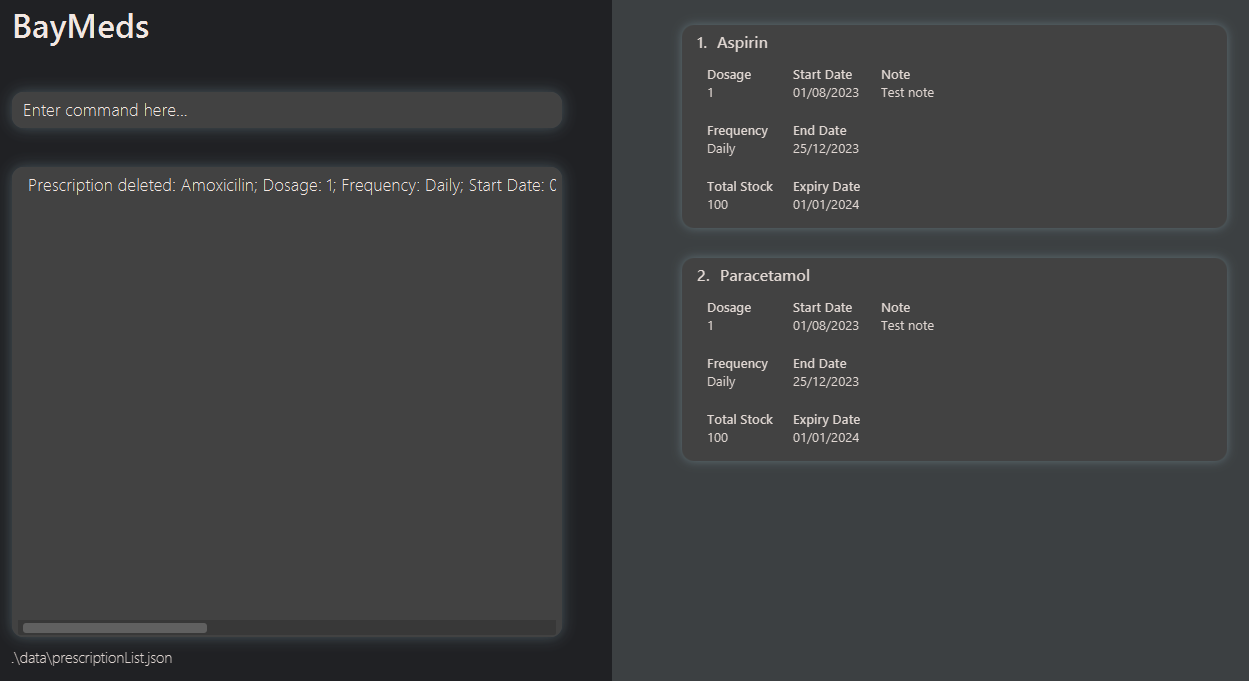 BayMeds
Enter command here...
Prescription deleted: Amoxicilin; Dosage: 1; Frequency: Daily; Start Date:
.\data\prescriptionList.json
1. Aspirin
Dosage Start Date Note
1 01/08/2023 Test note
Frequency End Date
Daily 25/12/2023
Total Stock Expiry Date
100 01/01/2024
2. Paracetamol
Dosage Start Date Note
1 01/08/2023 Test note
Frequency End Date
Daily 25/12/2023
Total Stock Expiry Date
100 01/01/2024